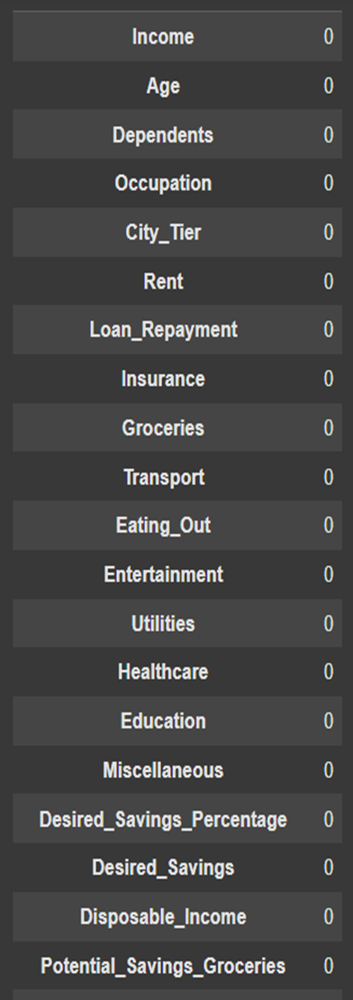 Income 0
Age 0
Dependents 0
Occupation 0
City_Tier 0
Rent 0
Loan_Repayment 0
Insurance 0
Groceries 0
Transport 0
Eating_Out 0
Entertainment 0
Utilities 0
Healthcare 0
Education 0
Miscellaneous 0
Desired_Savings_Percentage 0
Desired_Savings 0
Disposable_Income 0
Potential_Savings_Groceries 0